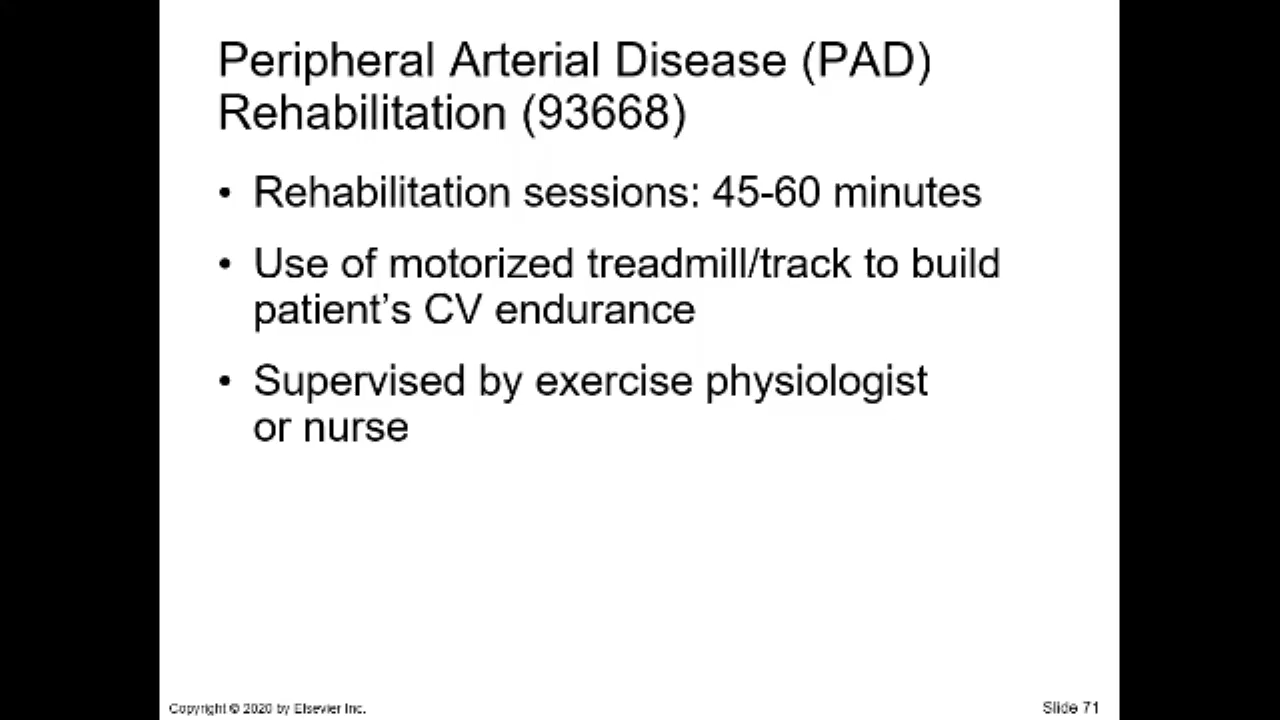 Peripheral Arterial Disease (PAD)
Rehabilitation (93668)
• Rehabilitation sessions: 45-60 minutes
• Use of motorized treadmill/track to build
patient’s CV endurance
• Supervised by exercise physiologist
or nurse
Copyright © 2020 by Elsevier Inc.
Slide 71